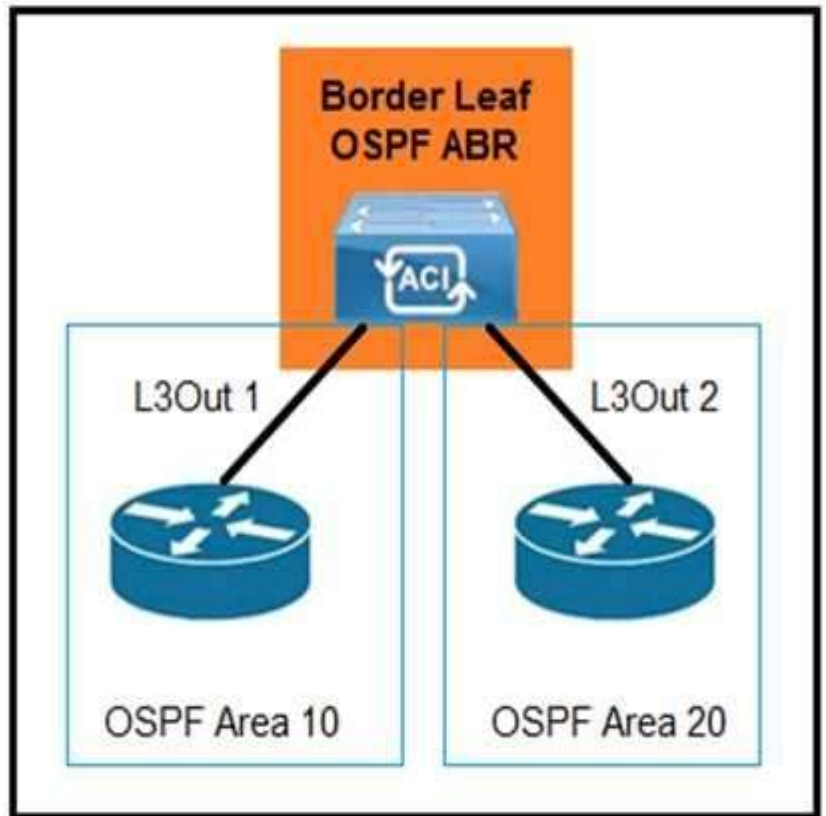 Border Leaf
OSPF ABR
ACI
L3Out 1
L3Out 2
OSPF Area 10
OSPF Area 20